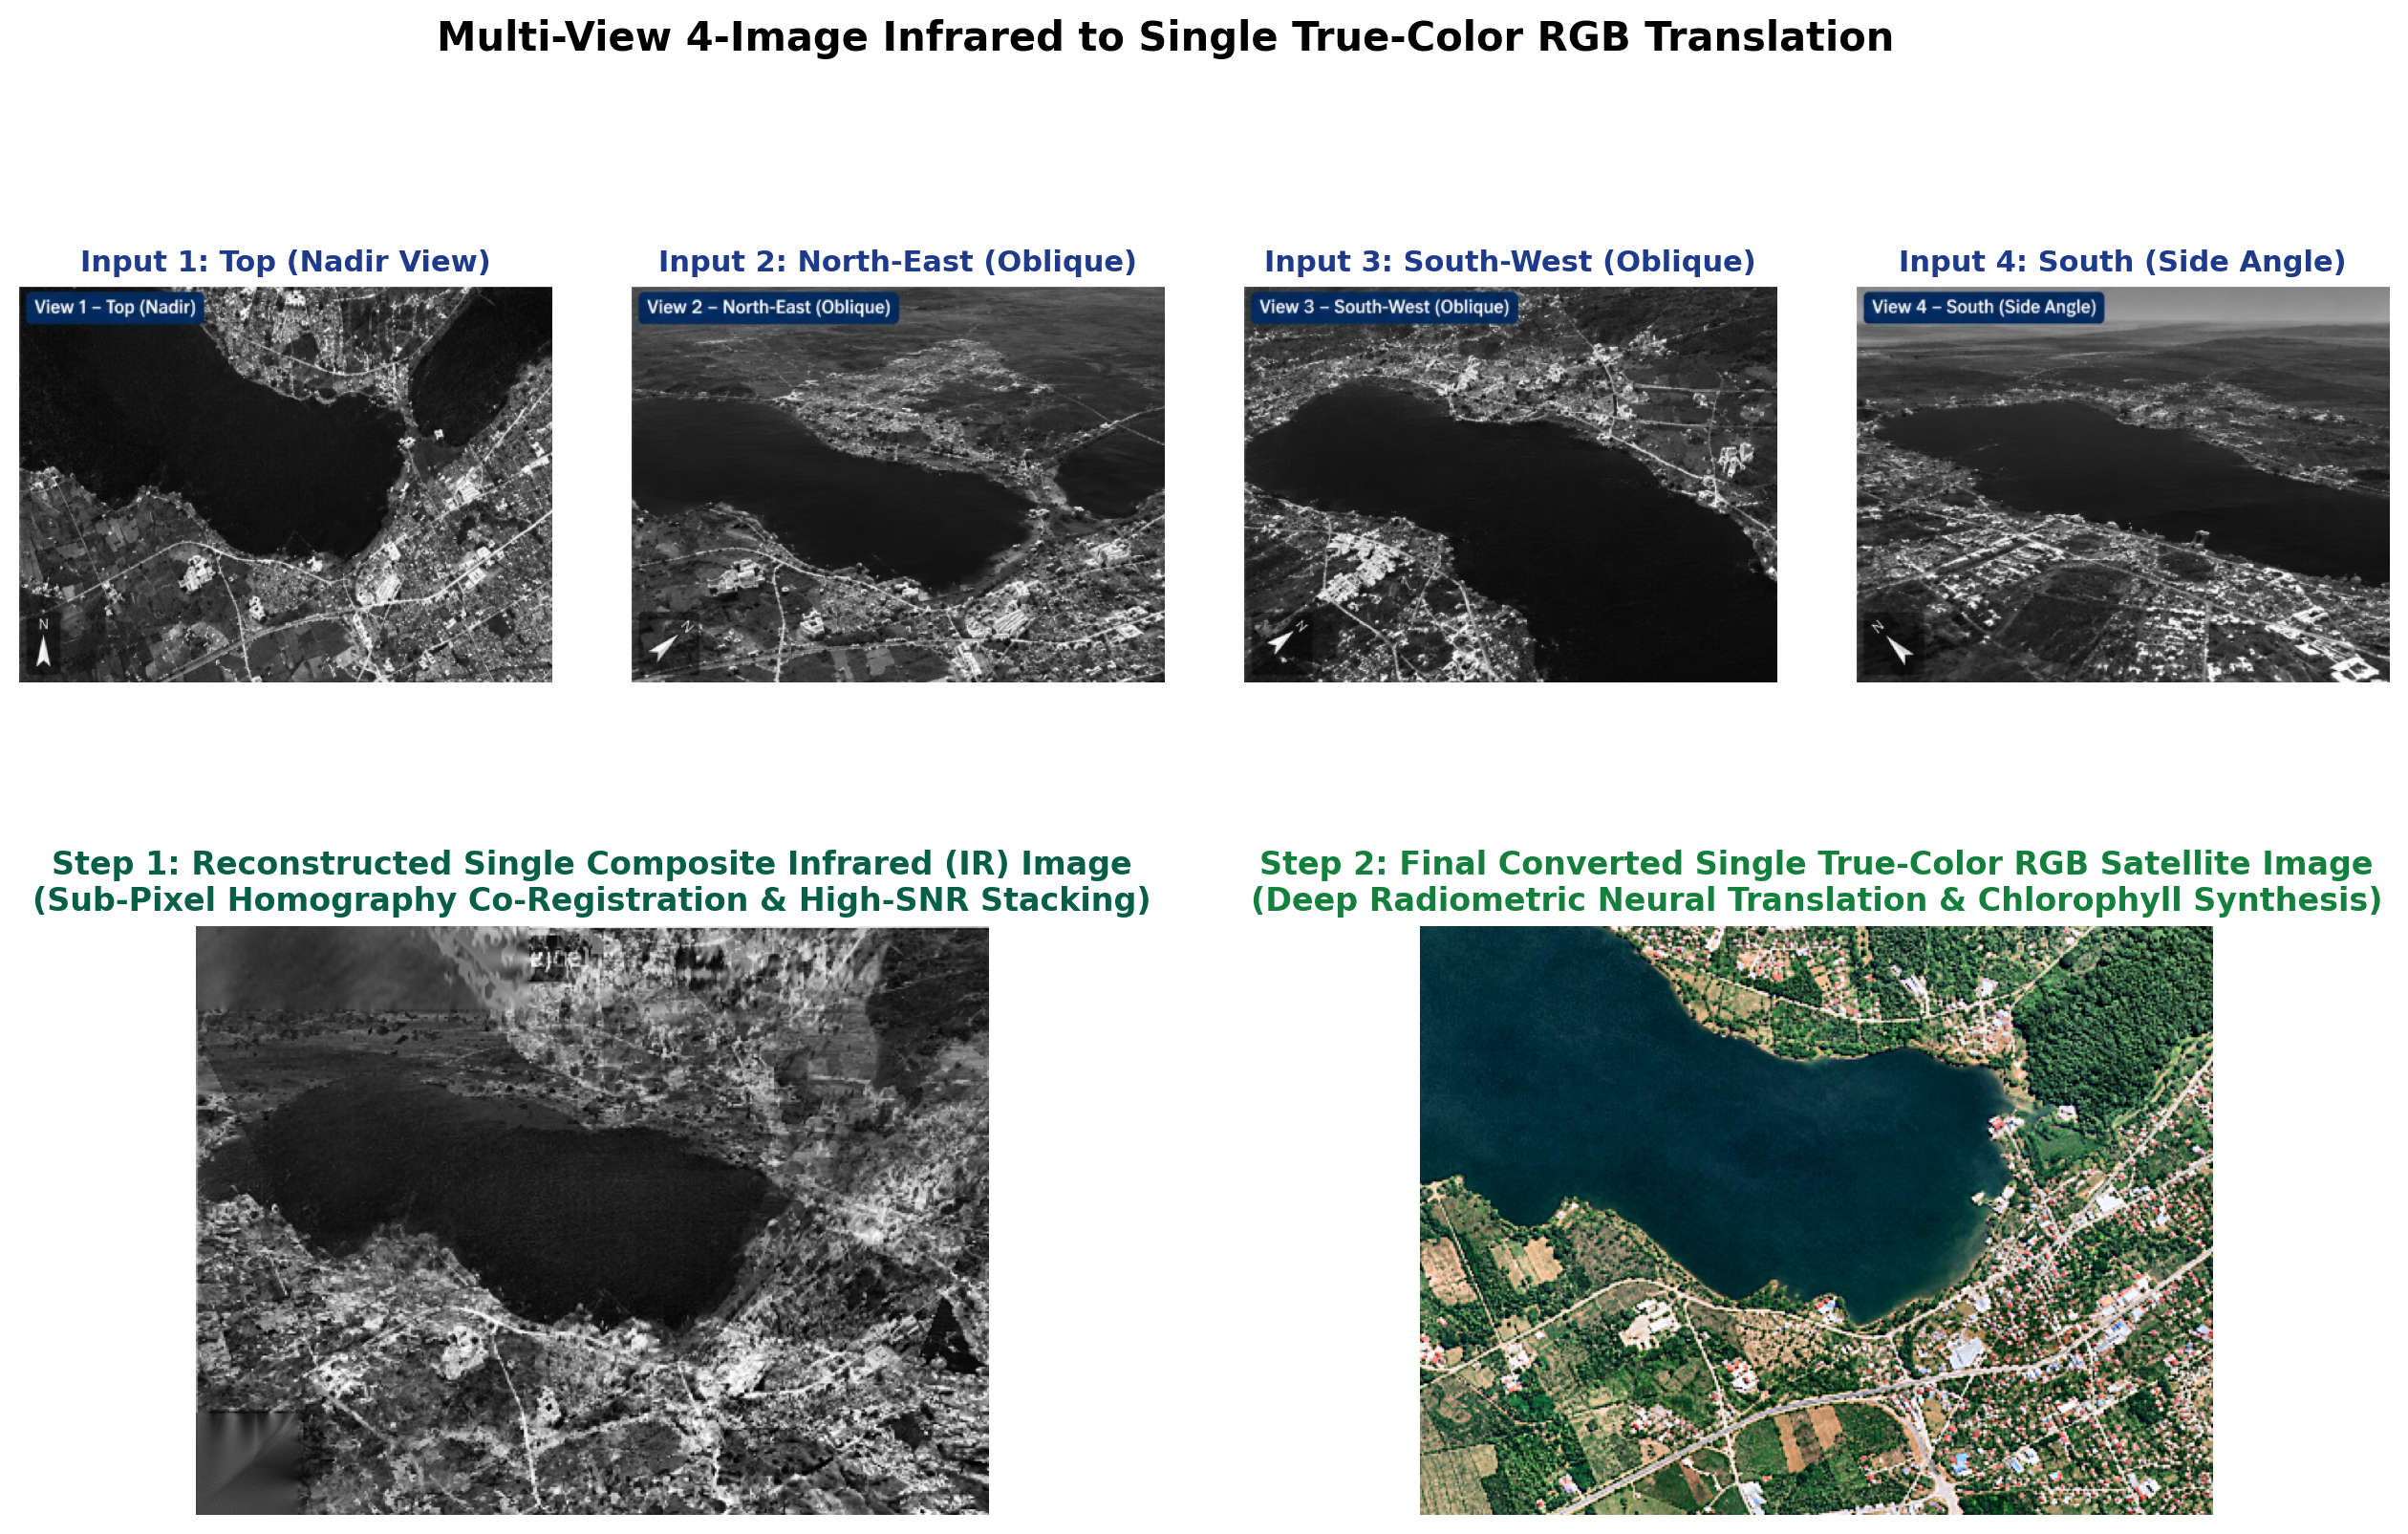 Multi-View 4-Image Infrared to Single True-Color RGB Translation
Input 1: Top (Nadir View)
Input 2: North-East (Oblique)
Input 3: South-West (Oblique)
Input 4: South (Side Angle)
View 1 – Top (Nadir)
View 2 – North-East (Oblique)
View 3 – South-West (Oblique)
View 4 – South (Side Angle)
N
N
N
N
Step 1: Reconstructed Single Composite Infrared (IR) Image
(Sub-Pixel Homography Co-Registration & High-SNR Stacking)
Step 2: Final Converted Single True-Color RGB Satellite Image
(Deep Radiometric Neural Translation & Chlorophyll Synthesis)